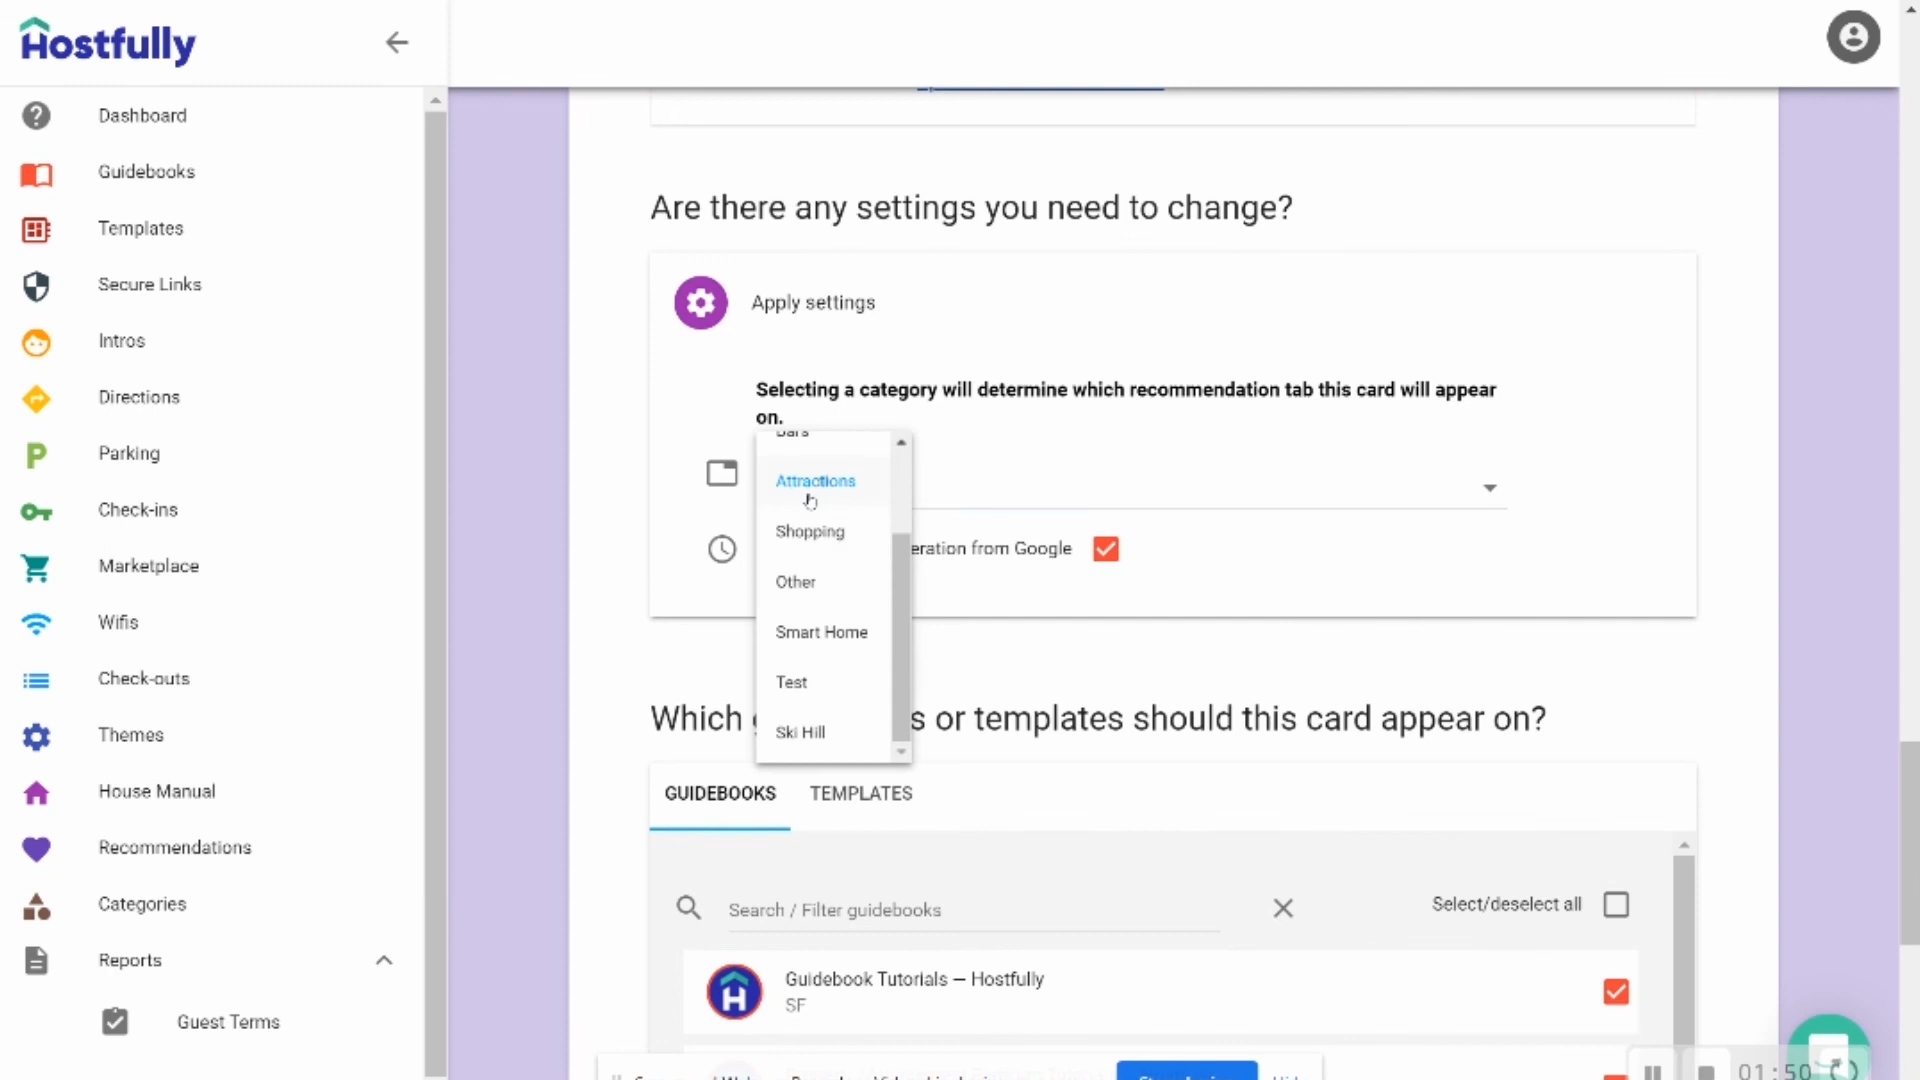 Hostfully
Dashboard
Guidebooks
Templates
Secure Links
Intros
Directions
Parking
Check-ins
Marketplace
Wifis
Check-outs
Themes
House Manual
Recommendations
Categories
Reports
Guest Terms
Are there any settings you need to change?
Apply settings
Selecting a category will determine which recommendation tab this card will appear
on.
Bars
Attractions
Shopping
Other
Smart Home
Test
Ski Hill
eration from Google
Which g s or templates should this card appear on?
GUIDEBOOKS TEMPLATES
Search / Filter guidebooks
Select/deselect all
Guidebook Tutorials — Hostfully
SF
01:50